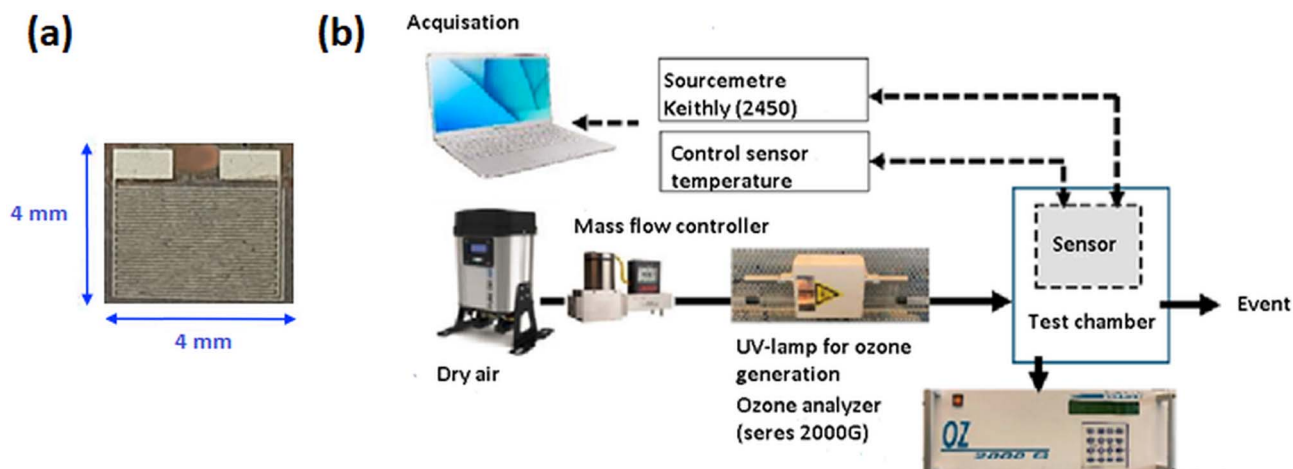 (a)
4 mm
4 mm
(b)
Acquisation
Sourcemetre
Keithly (2450)
Control sensor
temperature
Mass flow controller
Sensor
Test chamber
Event
Dry air
UV-lamp for ozone
generation
Ozone analyzer
(seres 2000G)
OZ
2000 G